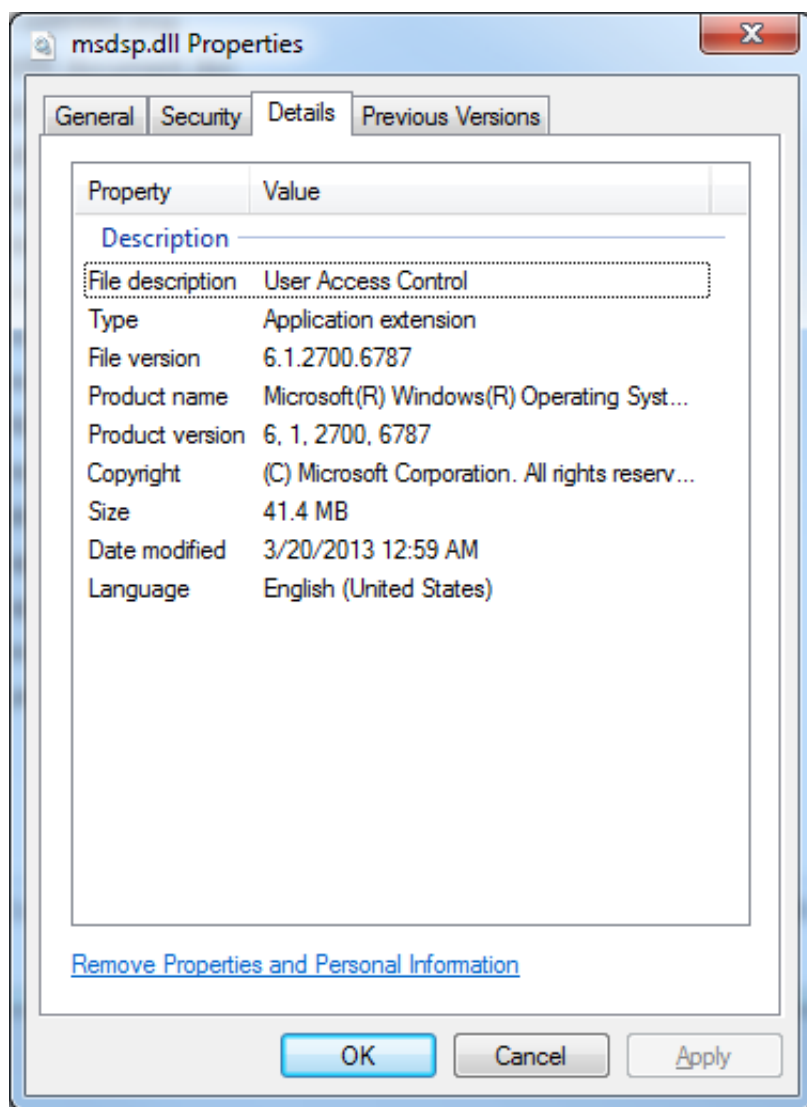 msdsp.dll Properties
General Security Details Previous Versions
Property Value
Description
File description User Access Control
Type Application extension
File version 6.1.2700.6787
Product name Microsoft(R) Windows(R) Operating Syst...
Product version 6, 1, 2700, 6787
Copyright (C) Microsoft Corporation. All rights reserv...
Size 41.4 MB
Date modified 3/20/2013 12:59 AM
Language English (United States)
Remove Properties and Personal Information
OK Cancel Apply